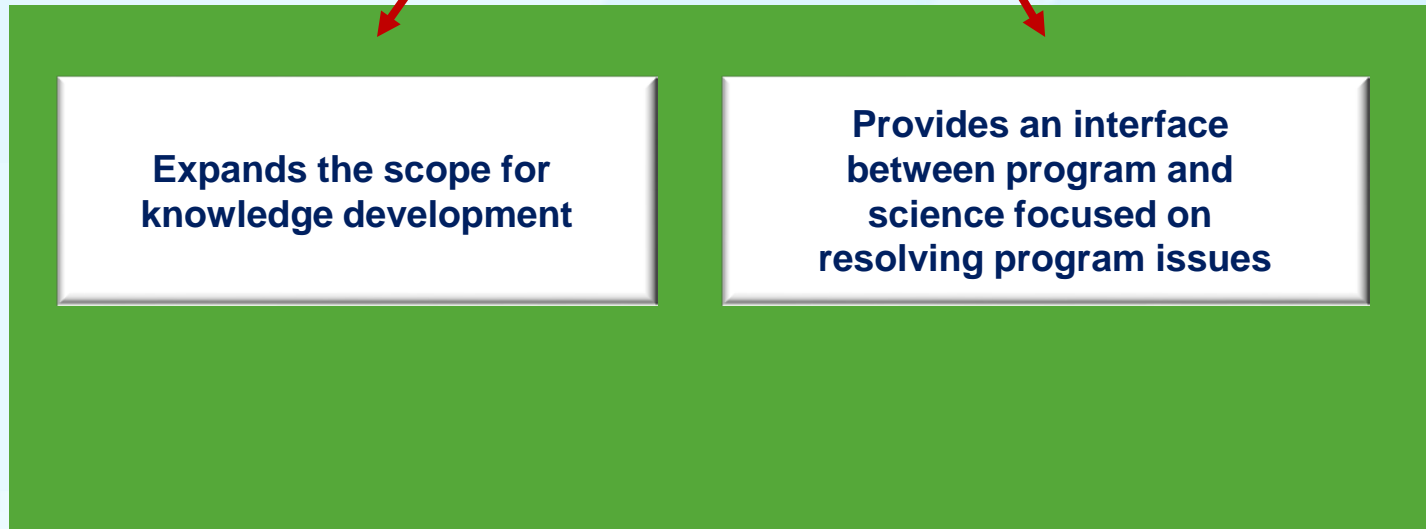 Expands the scope for
knowledge development
Provides an interface
between program and
science focused on
resolving program issues